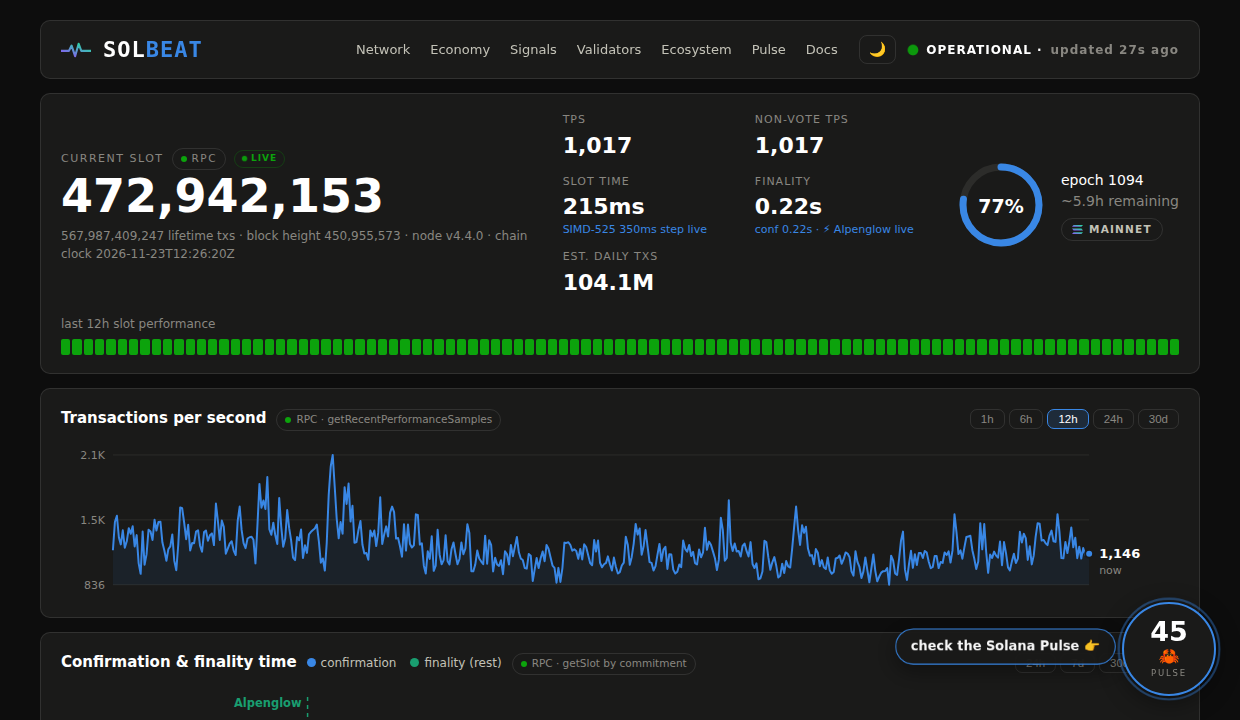 SOLBEAT
Network Economy Signals Validators Ecosystem Pulse Docs
OPERATIONAL · updated 27s ago
CURRENT SLOT RPC LIVE
472,942,153
567,987,409,247 lifetime txs · block height 450,955,573 · node v4.4.0 · chain
clock 2026-11-23T12:26:20Z
TPS
1,017
NON-VOTE TPS
1,017
SLOT TIME
215ms
SIMD-525 350ms step live
FINALITY
0.22s
conf 0.22s · ⚡ Alpenglow live
EST. DAILY TXS
104.1M
77%
epoch 1094
~5.9h remaining
MAINNET
last 12h slot performance
Transactions per second RPC · getRecentPerformanceSamples
1h 6h 12h 24h 30d
2.1K
1.5K
836
1,146
now
Confirmation & finality time confirmation finality (rest) RPC · getSlot by commitment
24h 7d 30d
Alpenglow
check the Solana Pulse 👉
45
🦀
PULSE